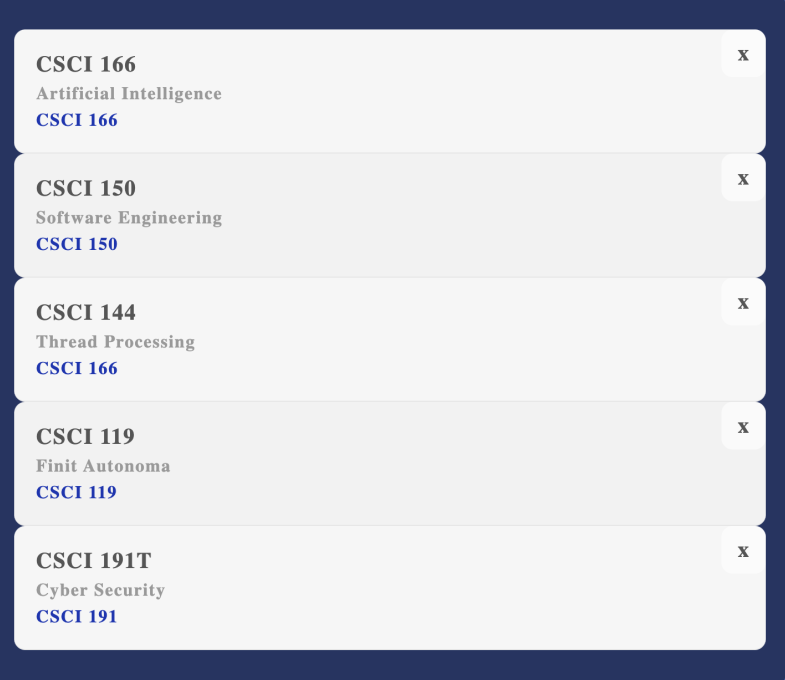 x
CSCI 166
Artificial Intelligence
CSCI 166
x
CSCI 150
Software Engineering
CSCI 150
x
CSCI 144
Thread Processing
CSCI 166
x
CSCI 119
Finit Autonoma
CSCI 119
x
CSCI 191T
Cyber Security
CSCI 191